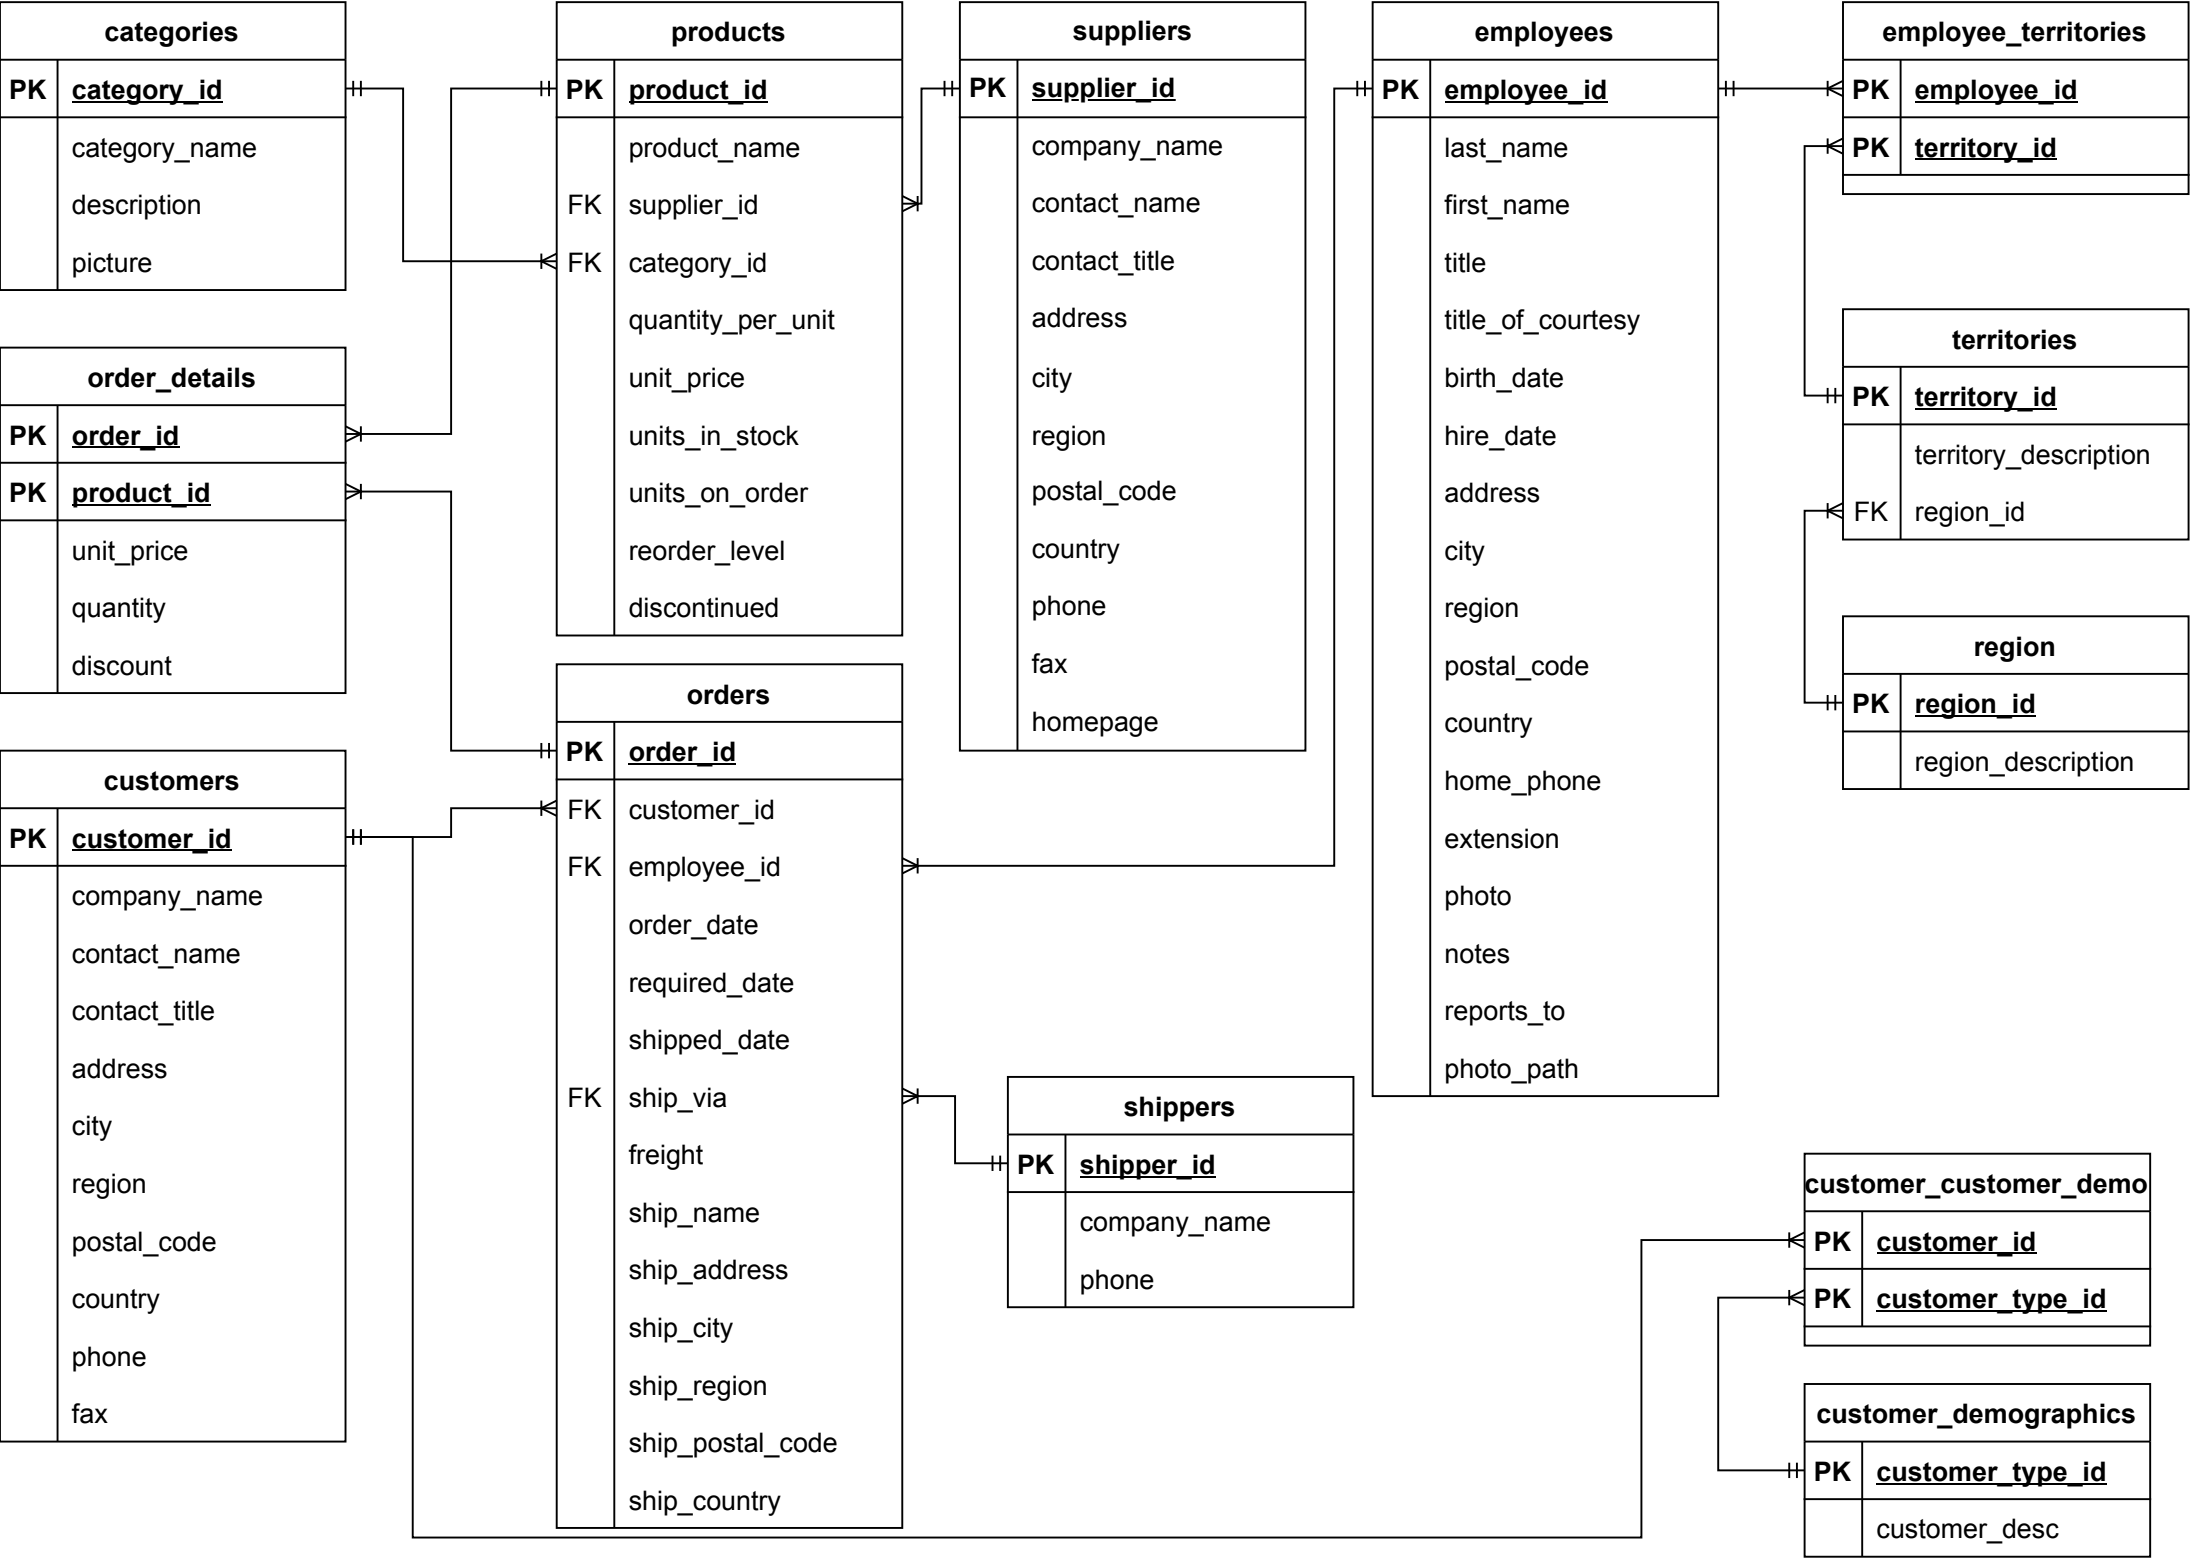 categories
PK category_id
category_name
description
picture
order_details
PK order_id
PK product_id
unit_price
quantity
discount
customers
PK customer_id
company_name
contact_name
contact_title
address
city
region
postal_code
country
phone
fax
products
PK product_id
product_name
FK supplier_id
FK category_id
quantity_per_unit
unit_price
units_in_stock
units_on_order
reorder_level
discontinued
orders
PK order_id
FK customer_id
FK employee_id
order_date
required_date
shipped_date
FK ship_via
freight
ship_name
ship_address
ship_city
ship_region
ship_postal_code
ship_country
suppliers
PK supplier_id
company_name
contact_name
contact_title
address
city
region
postal_code
country
phone
fax
homepage
shippers
PK shipper_id
company_name
phone
employees
PK employee_id
last_name
first_name
title
title_of_courtesy
birth_date
hire_date
address
city
region
postal_code
country
home_phone
extension
photo
notes
reports_to
photo_path
employee_territories
PK employee_id
PK territory_id
territories
PK territory_id
territory_description
FK region_id
region
PK region_id
region_description
customer_customer_demo
PK customer_id
PK customer_type_id
customer_demographics
PK customer_type_id
customer_desc